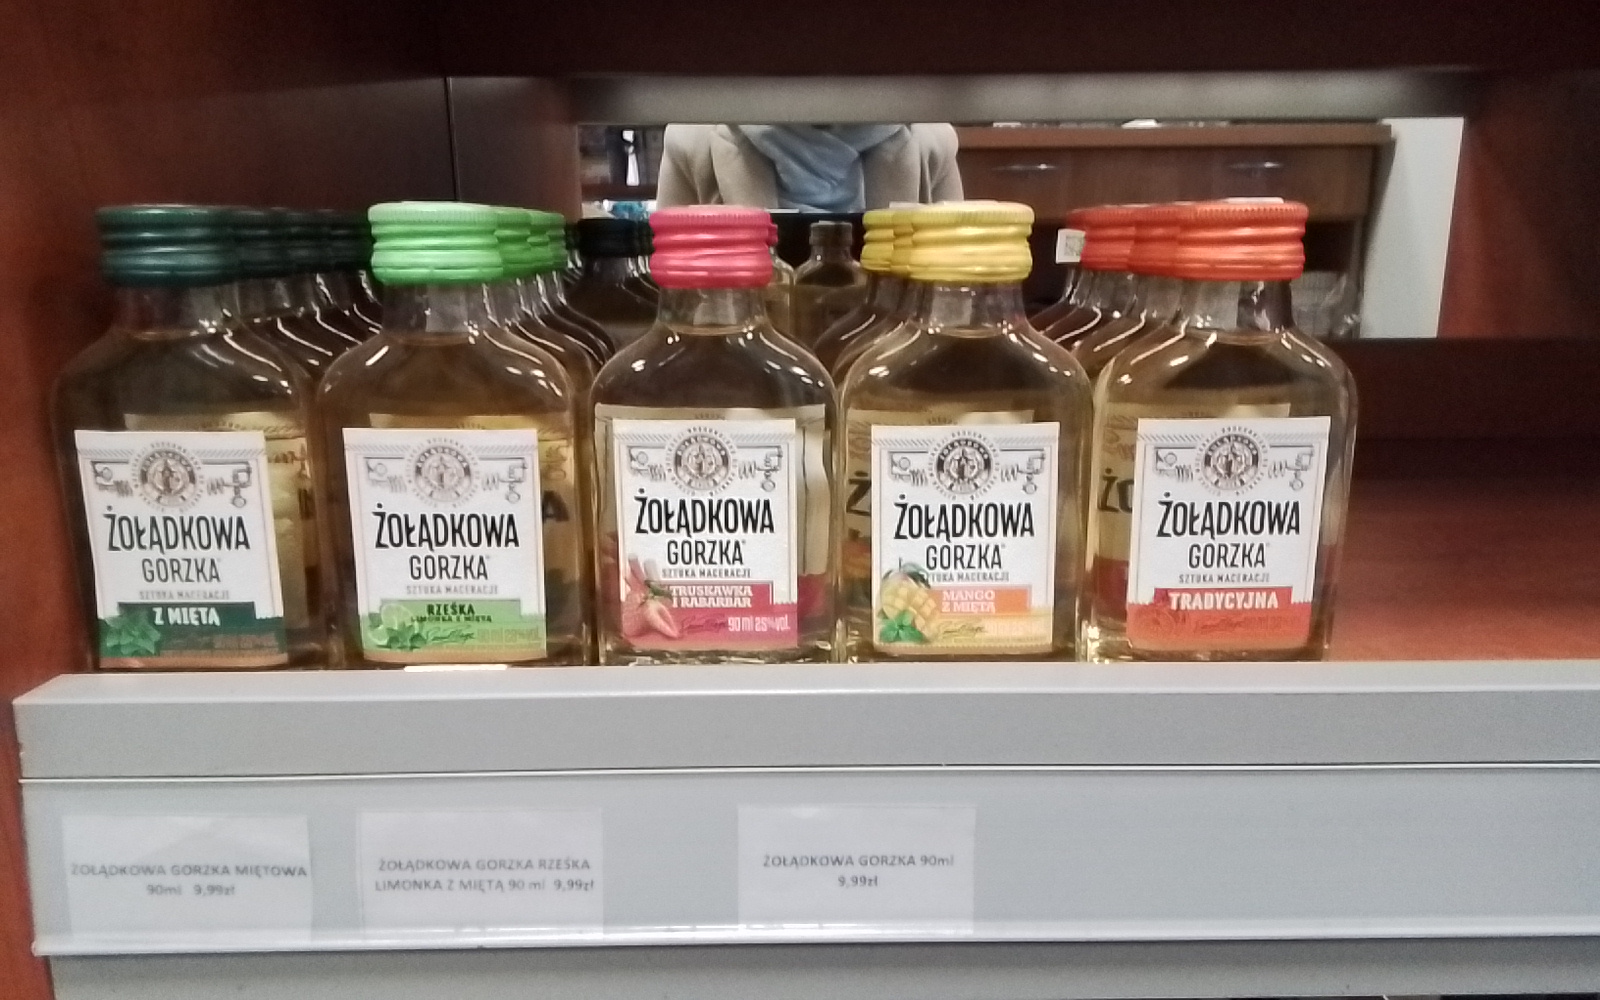 ŻOŁĄDKOWA
GORZKA
SZTUKA MACERACJI
Z MIĘTĄ
ŻOŁĄDKOWA
GORZKA
SZTUKA MACERACJI
RZEŚKA
LIMONKA Z MIĘTĄ
ŻOŁĄDKOWA
GORZKA
SZTUKA MACERACJI
TRUSKAWKA
I RABARBAR
90 ml 25% vol.
ŻOŁĄDKOWA
GORZKA
SZTUKA MACERACJI
MANGO
Z MIĘTĄ
ŻOŁĄDKOWA
GORZKA
SZTUKA MACERACJI
TRADYCYJNA
ŻOŁĄDKOWA GORZKA MIĘTOWA
90ml 9,99zł
ŻOŁĄDKOWA GORZKA RZEŚKA
LIMONKA Z MIĘTĄ 90 ml 9,99zł
ŻOŁĄDKOWA GORZKA 90ml
9,99zł